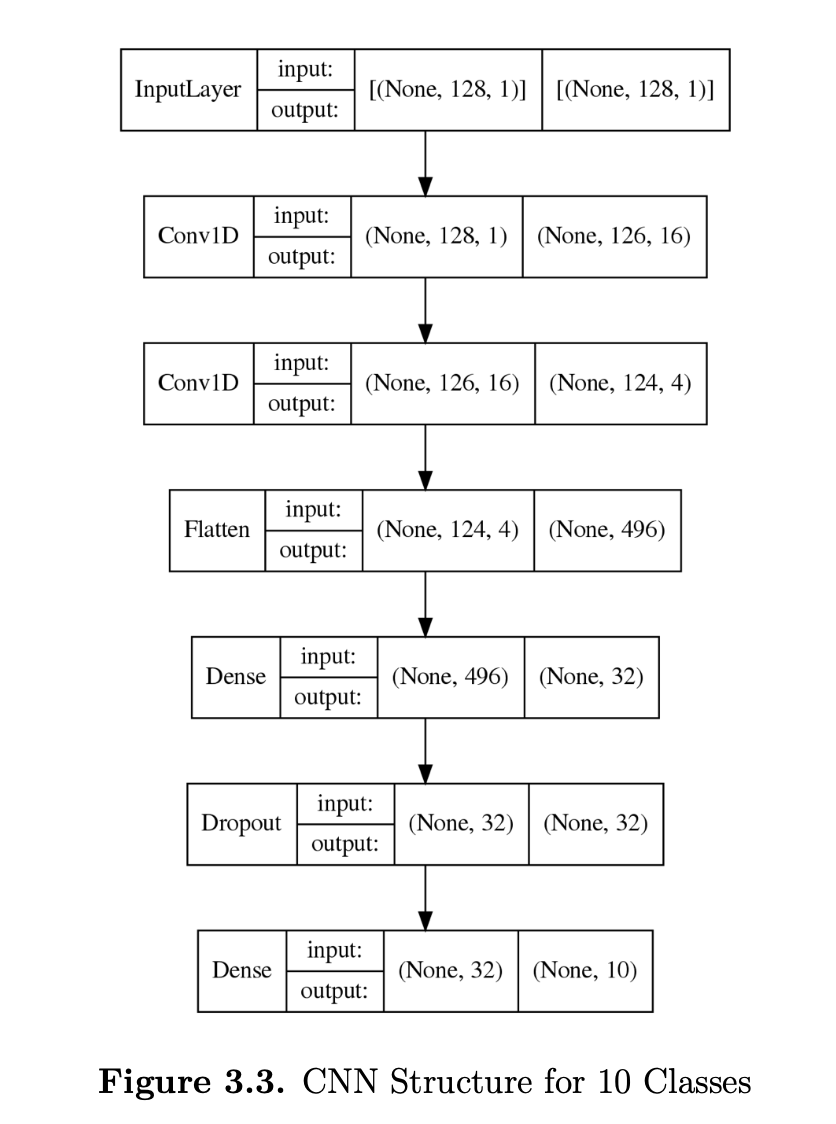 InputLayer input: output: [(None, 128, 1)] [(None, 128, 1)]
Conv1D input: output: (None, 128, 1) (None, 126, 16)
Conv1D input: output: (None, 126, 16) (None, 124, 4)
Flatten input: output: (None, 124, 4) (None, 496)
Dense input: output: (None, 496) (None, 32)
Dropout input: output: (None, 32) (None, 32)
Dense input: output: (None, 32) (None, 10)
Figure 3.3. CNN Structure for 10 Classes